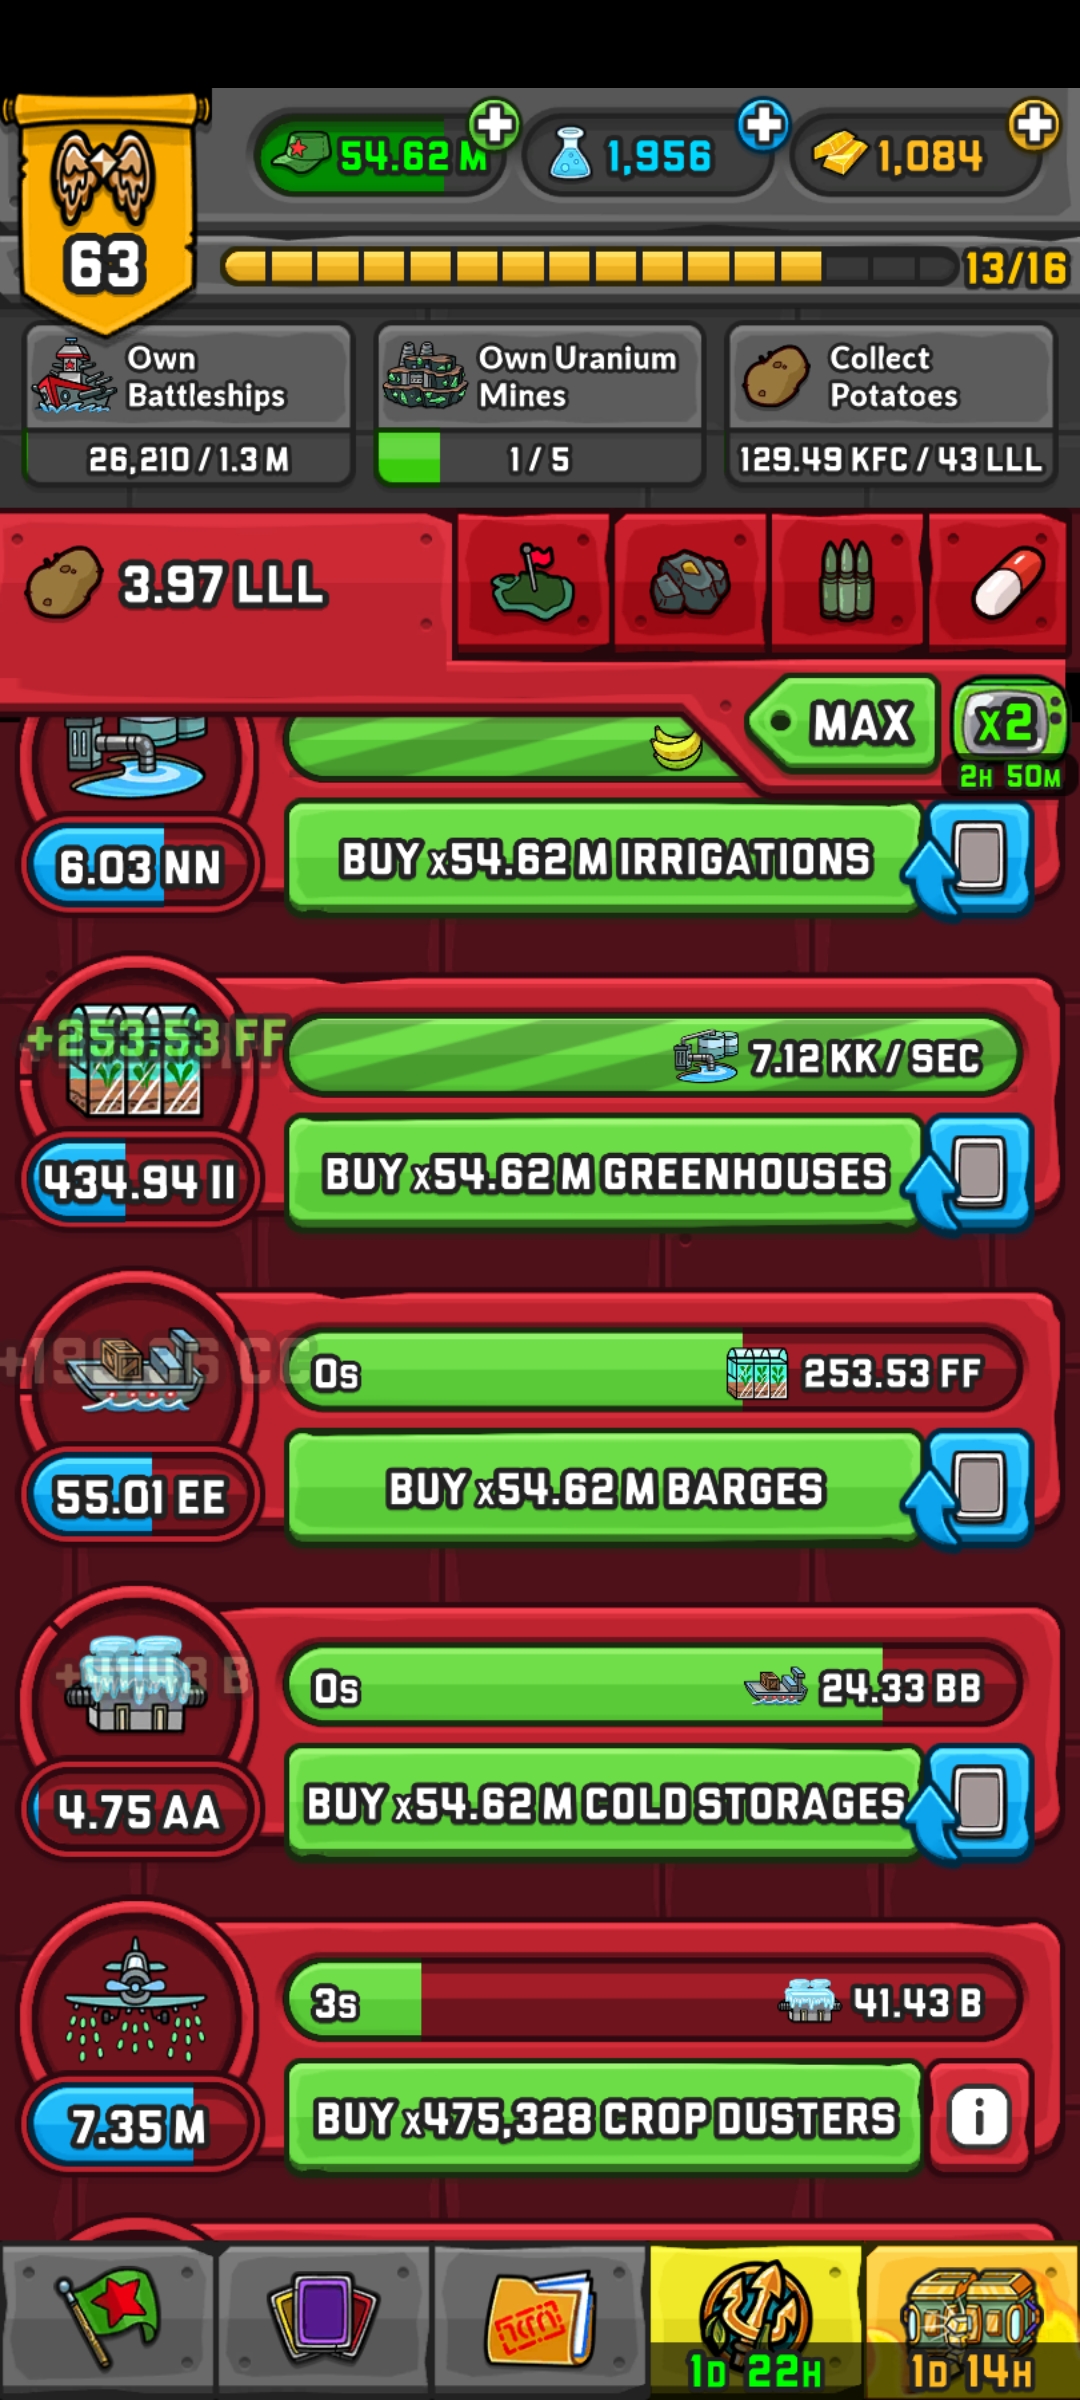 54.62 M
1,956
1,084
63
13/16
Own
Battleships
26,210 / 1.3 M
Own Uranium
Mines
1 / 5
Collect
Potatoes
129.49 KFC / 43 LLL
3.97 LLL
MAX
X2
2H 50M
6.03 NN
BUY x54.62 M IRRIGATIONS
+253.53 FF
7.12 KK / SEC
434.94 II
BUY x54.62 M GREENHOUSES
0s
253.53 FF
55.01 EE
BUY x54.62 M BARGES
0s
24.33 BB
4.75 AA
BUY x54.62 M COLD STORAGES
3s
41.43 B
7.35 M
BUY x475,328 CROP DUSTERS
i
1D 22H
1D 14H